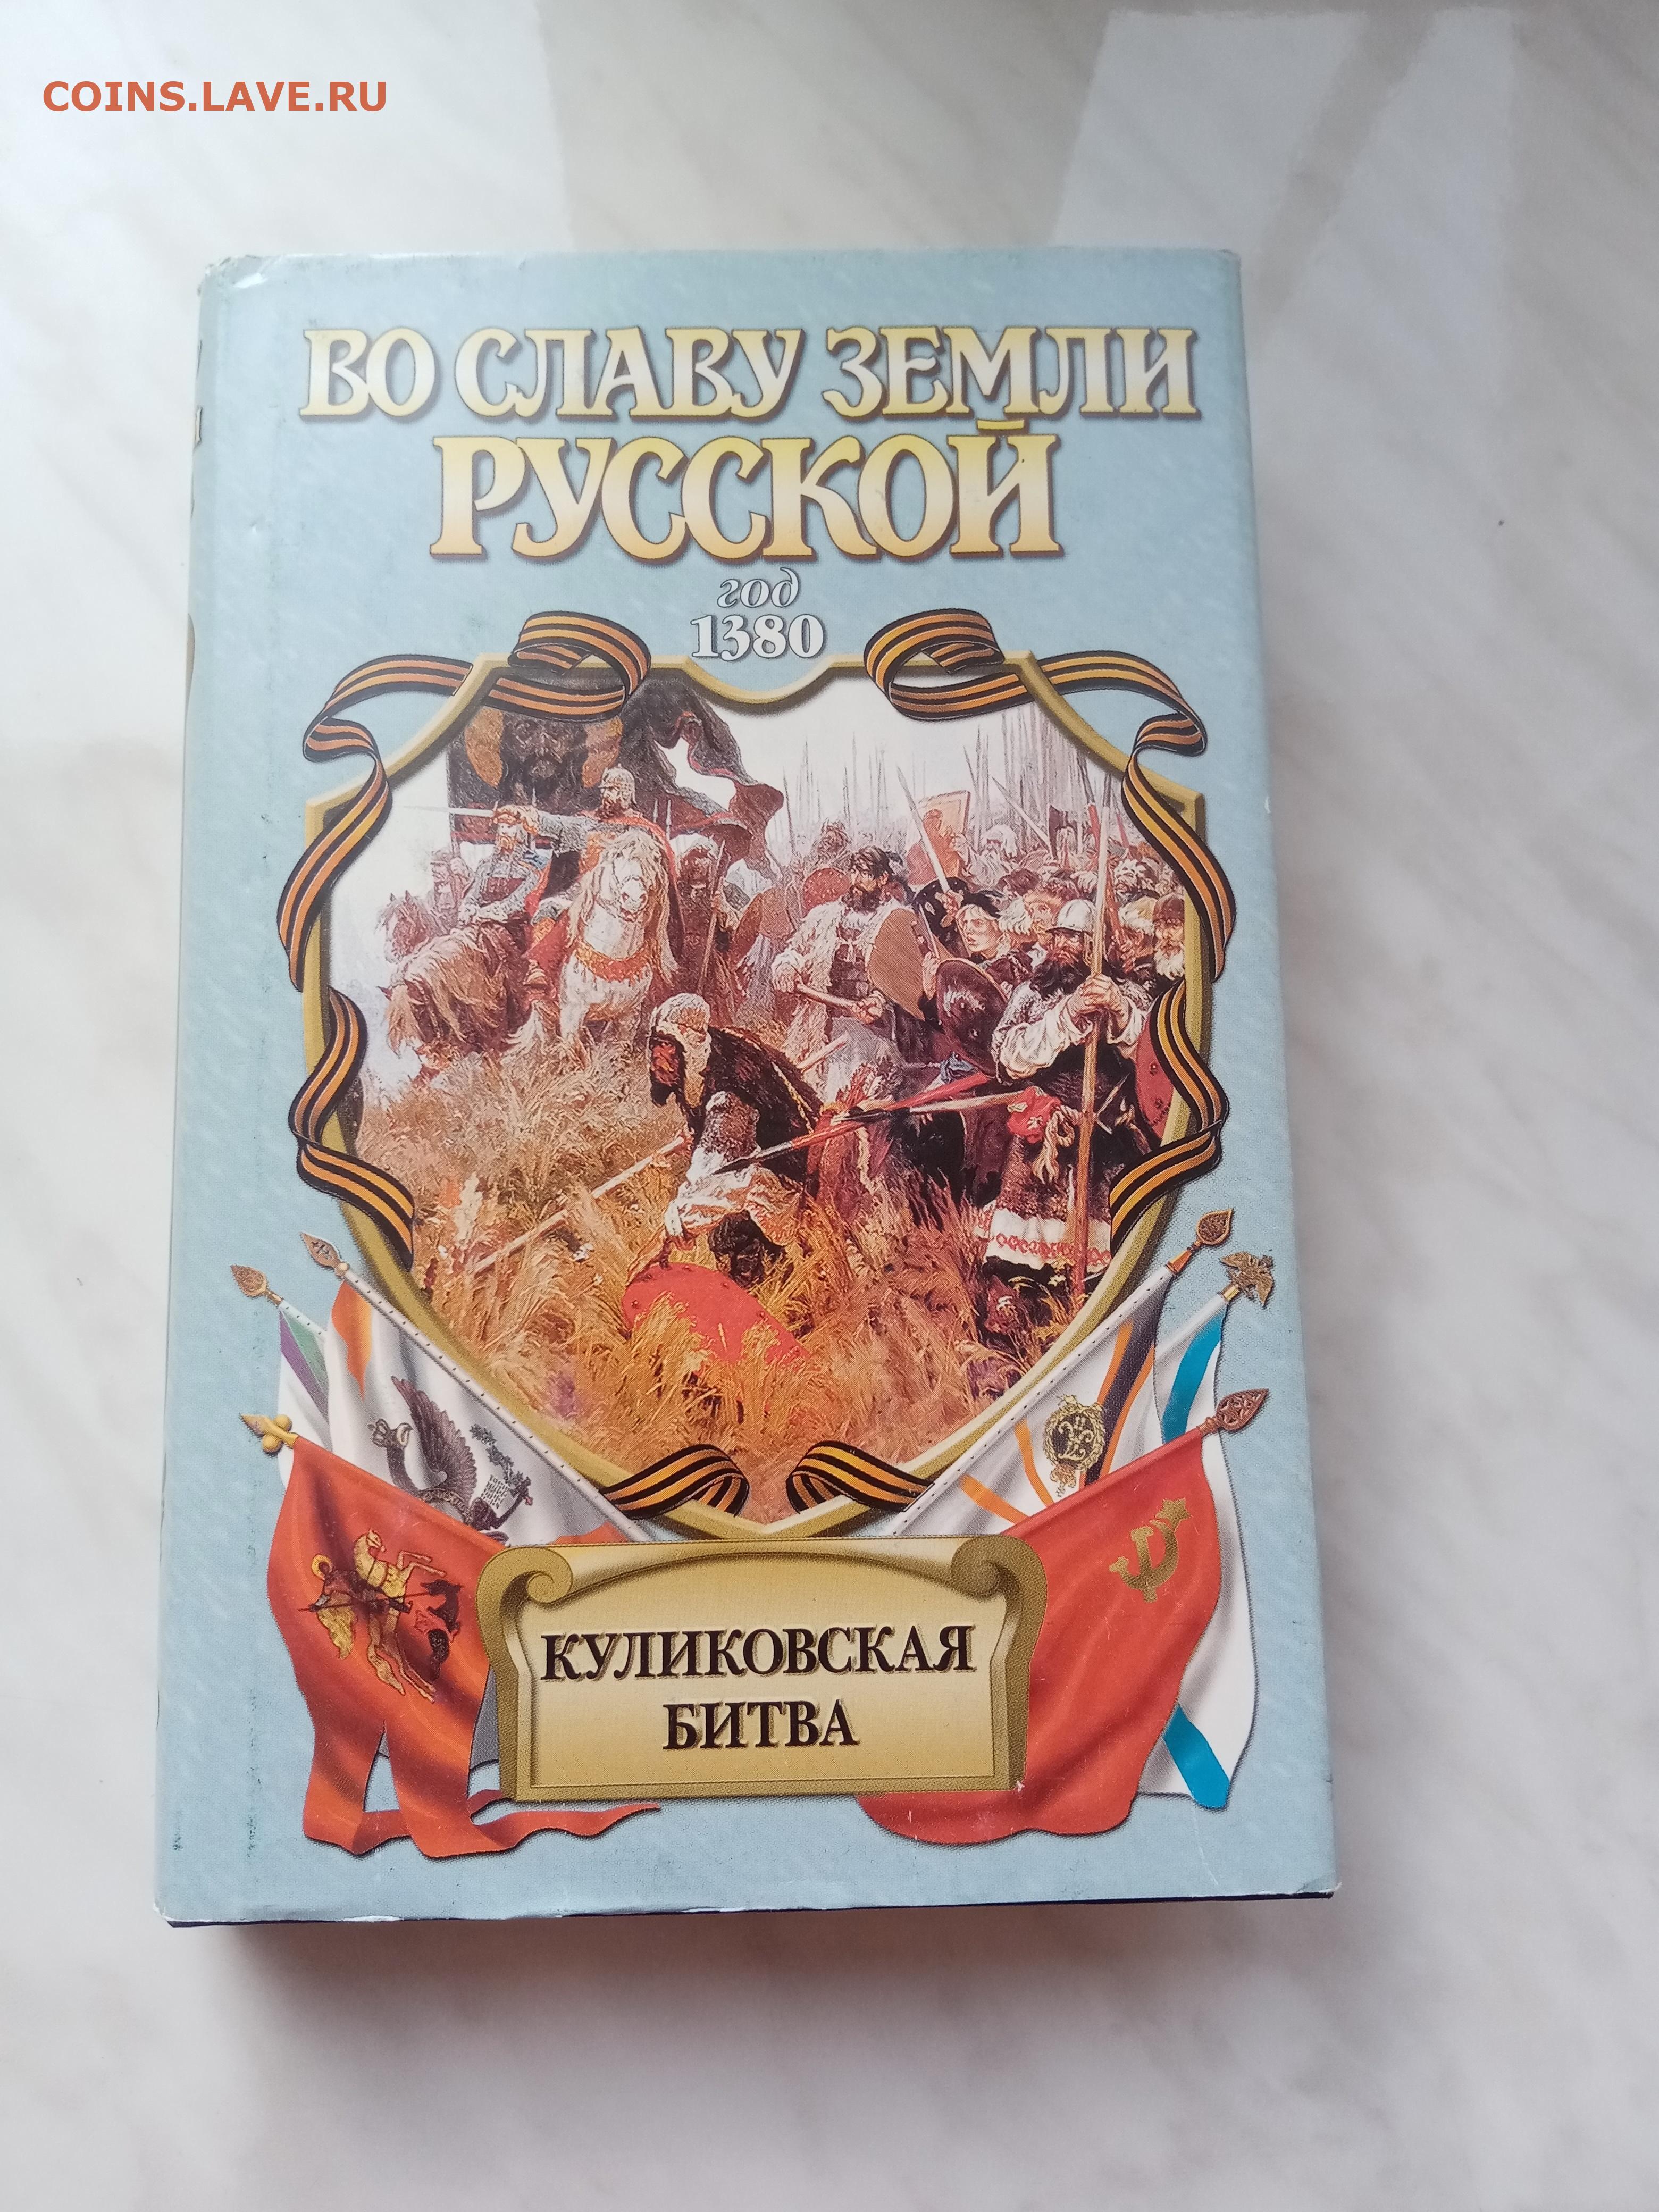 COINS.LAVE.RU
ВО СЛАВУ ЗЕМЛИ
РУССКОЙ
год
1380
КУЛИКОВСКАЯ
БИТВА